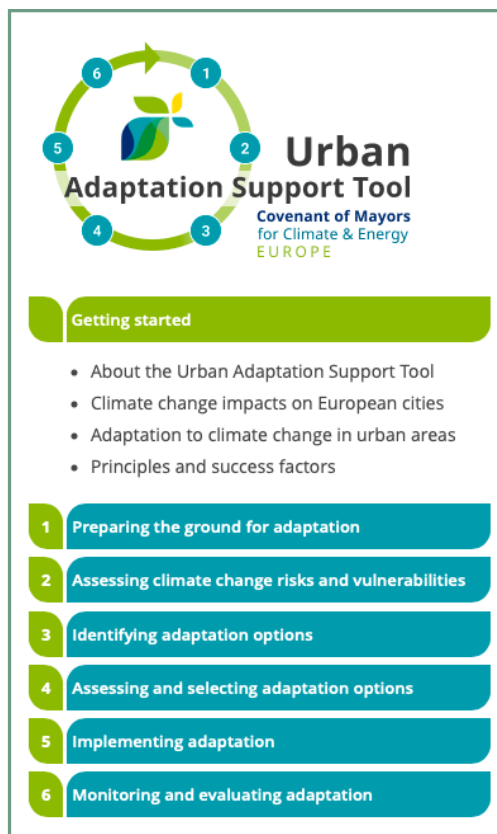 6
1
5
2
4
3
Urban
Adaptation Support Tool
Covenant of Mayors
for Climate & Energy
EUROPE
Getting started
• About the Urban Adaptation Support Tool
• Climate change impacts on European cities
• Adaptation to climate change in urban areas
• Principles and success factors
1 Preparing the ground for adaptation
2 Assessing climate change risks and vulnerabilities
3 Identifying adaptation options
4 Assessing and selecting adaptation options
5 Implementing adaptation
6 Monitoring and evaluating adaptation